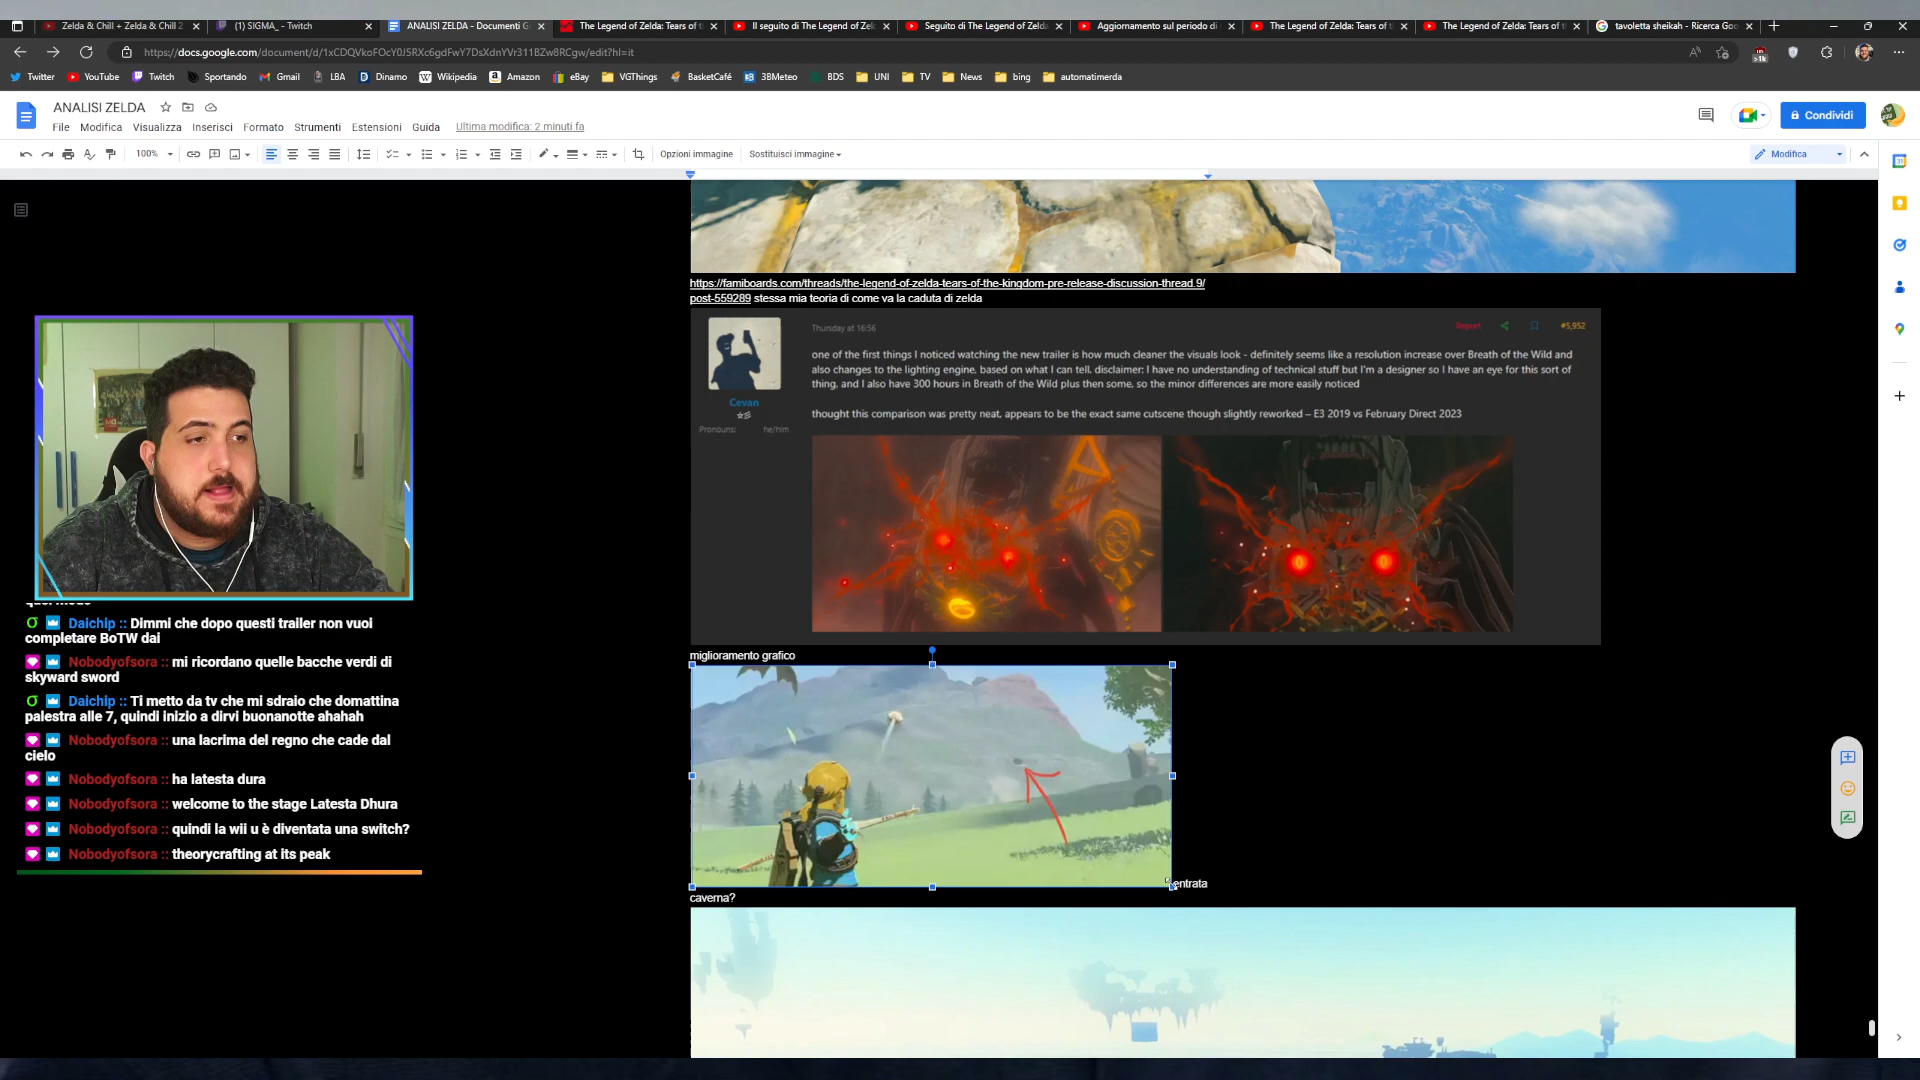 Zelda & Chill + Zelda & Chill 2
(1) SIGMA_ - Twitch
ANALISI ZELDA - Documenti G
The Legend of Zelda: Tears of t
Il seguito di The Legend of Zel
Seguito di The Legend of Zelda
Aggiornamento sul periodo di
The Legend of Zelda: Tears of t
The Legend of Zelda: Tears of t
tavoletta sheikah - Ricerca Goo
https://docs.google.com/document/d/1xCDQVkoFOcY0J5RXc6gdFwY7DsXdnYVr311BZw8RCgw/edit?hl=it
Twitter
YouTube
Twitch
Sportando
Gmail
LBA
Dinamo
Wikipedia
Amazon
eBay
VGThings
BasketCafé
3BMeteo
BDS
UNI
TV
News
bing
automatimerda
ANALISI ZELDA
File Modifica Visualizza Inserisci Formato Strumenti Estensioni Guida Ultima modifica: 2 minuti fa
Condividi
100%
Opzioni immagine
Sostituisci immagine
Modifica
https://famiboards.com/threads/the-legend-of-zelda-tears-of-the-kingdom-pre-release-discussion-thread.9/
post-559289 stessa mia teoria di come va la caduta di zelda
Thursday at 16:56
Report
#5,952
one of the first things I noticed watching the new trailer is how much cleaner the visuals look - definitely seems like a resolution increase over Breath of the Wild and
also changes to the lighting engine, based on what I can tell. disclaimer: I have no understanding of technical stuff but I'm a designer so I have an eye for this sort of
thing, and I also have 300 hours in Breath of the Wild plus then some, so the minor differences are more easily noticed
Cevan
Pronouns: he/him
thought this comparison was pretty neat, appears to be the exact same cutscene though slightly reworked – E3 2019 vs February Direct 2023
miglioramento grafico
entrata
caverna?
Daichip :: Dimmi che dopo questi trailer non vuoi
completare BoTW dai
Nobodyofsora :: mi ricordano quelle bacche verdi di
skyward sword
Daichip :: Ti metto da tv che mi sdraio che domattina
palestra alle 7, quindi inizio a dirvi buonanotte ahahah
Nobodyofsora :: una lacrima del regno che cade dal
cielo
Nobodyofsora :: ha latesta dura
Nobodyofsora :: welcome to the stage Latesta Dhura
Nobodyofsora :: quindi la wii u è diventata una switch?
Nobodyofsora :: theorycrafting at its peak